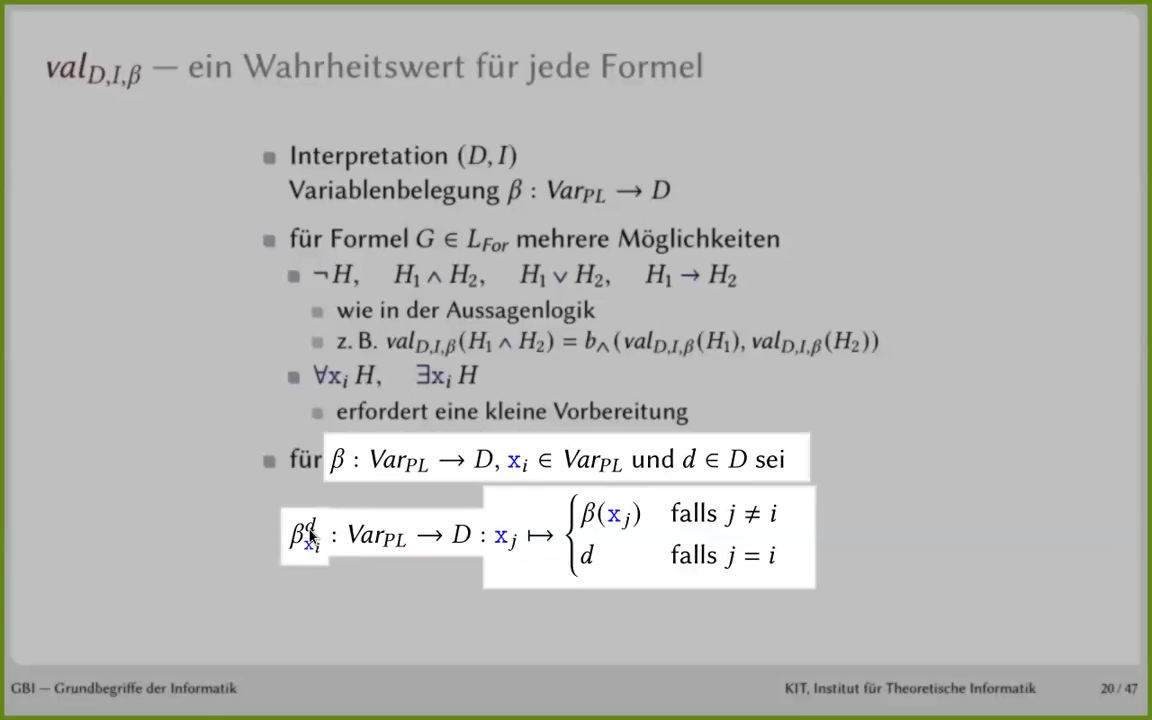 val_{D,I,β} — ein Wahrheitswert für jede Formel
Interpretation (D, I)
Variablenbelegung β : Var_{PL} → D
für Formel G ∈ L_{For} mehrere Möglichkeiten
¬H, H₁ ∧ H₂, H₁ ∨ H₂, H₁ → H₂
wie in der Aussagenlogik
z. B. val_{D,I,β}(H₁ ∧ H₂) = b_∧(val_{D,I,β}(H₁), val_{D,I,β}(H₂))
∀x_i H, ∃x_i H
erfordert eine kleine Vorbereitung
für β : Var_{PL} → D, x_i ∈ Var_{PL} und d ∈ D sei
β_{x_i}^d : Var_{PL} → D : x_j ↦ { β(x_j) falls j ≠ i
d falls j = i
GBI — Grundbegriffe der Informatik
KIT, Institut für Theoretische Informatik
20 / 47